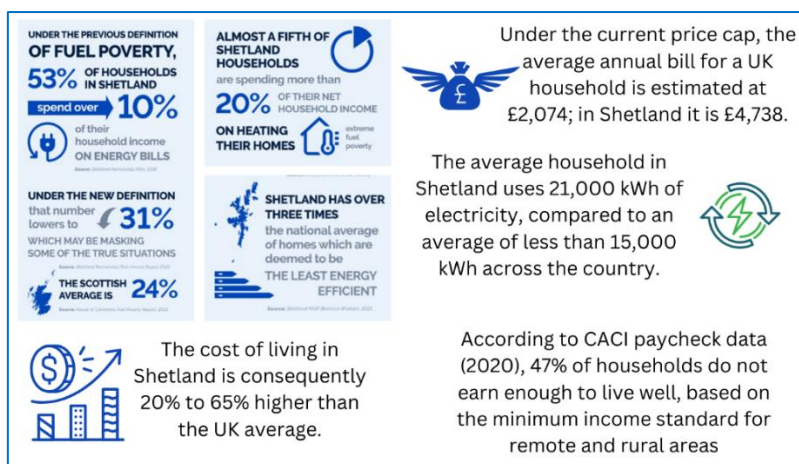 UNDER THE PREVIOUS DEFINITION
OF FUEL POVERTY,
53% OF HOUSEHOLDS
IN SHETLAND
spend over 10%
of their
household income
ON ENERGY BILLS
UNDER THE NEW DEFINITION
that number
lowers to 31%
WHICH MAY BE MASKING
SOME OF THE TRUE SITUATIONS
THE SCOTTISH
AVERAGE IS 24%
ALMOST A FIFTH OF
SHETLAND
HOUSEHOLDS
are spending more than
20% OF THEIR NET
HOUSEHOLD INCOME
ON HEATING
THEIR HOMES
extreme
fuel
poverty
SHETLAND HAS OVER
THREE TIMES
the national average
of homes which are
deemed to be
THE LEAST ENERGY
EFFICIENT
£
Under the current price cap, the
average annual bill for a UK
household is estimated at
£2,074; in Shetland it is £4,738.
The average household in
Shetland uses 21,000 kWh of
electricity, compared to an
average of less than 15,000
kWh across the country.
$
The cost of living in
Shetland is consequently
20% to 65% higher than
the UK average.
According to CACI paycheck data
(2020), 47% of households do not
earn enough to live well, based on
the minimum income standard for
remote and rural areas